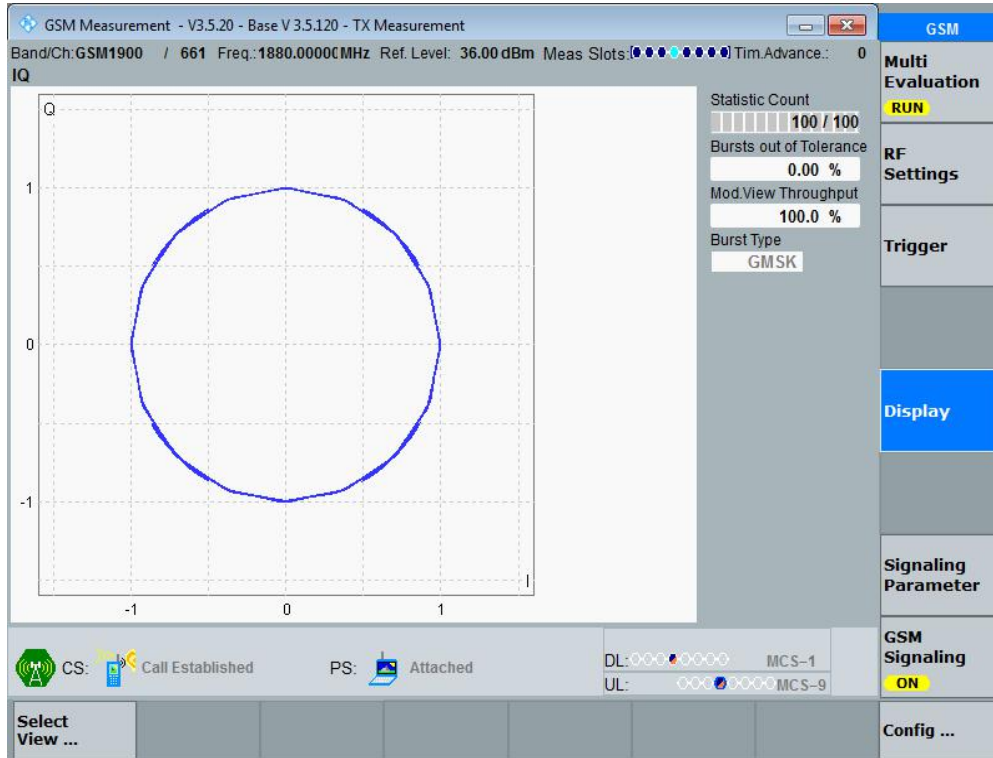 GSM Measurement - V3.5.20 - Base V 3.5.120 - TX Measurement
GSM
Band/Ch:GSM1900 / 661 Freq.:1880.00000MHz Ref. Level: 36.00 dBm Meas Slots: Tim.Advance.: 0
IQ
Multi
Evaluation
RUN
RF
Settings
Trigger
Display
Signaling
Parameter
GSM
Signaling
ON
Config ...
Statistic Count
100 / 100
Bursts out of Tolerance
0.00 %
Mod.View Throughput
100.0 %
Burst Type
GMSK
Q
1
0
-1
I
-1 0 1
CS: Call Established PS: Attached
DL: MCS-1
UL: MCS-9
Select
View ...